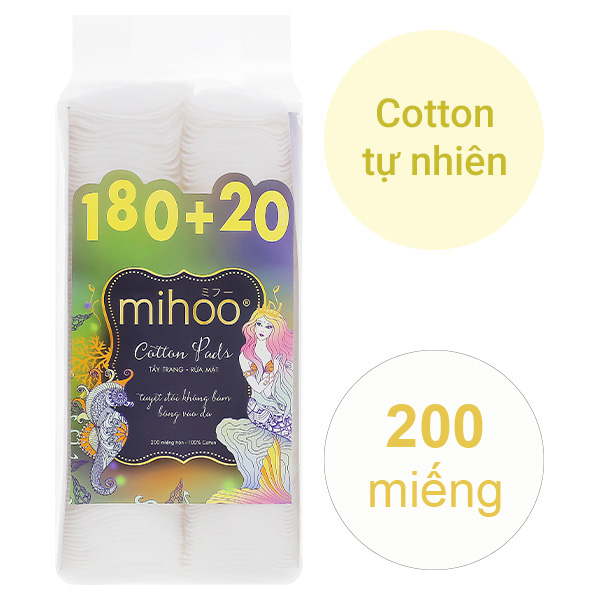 Cotton
tự nhiên
180+20
ミフー
mihoo®
Cotton Pads
TẨY TRANG - RỬA MẶT
tuyệt đối không bám
bông vào da
200 miếng tròn - 100% Cotton
200
miếng